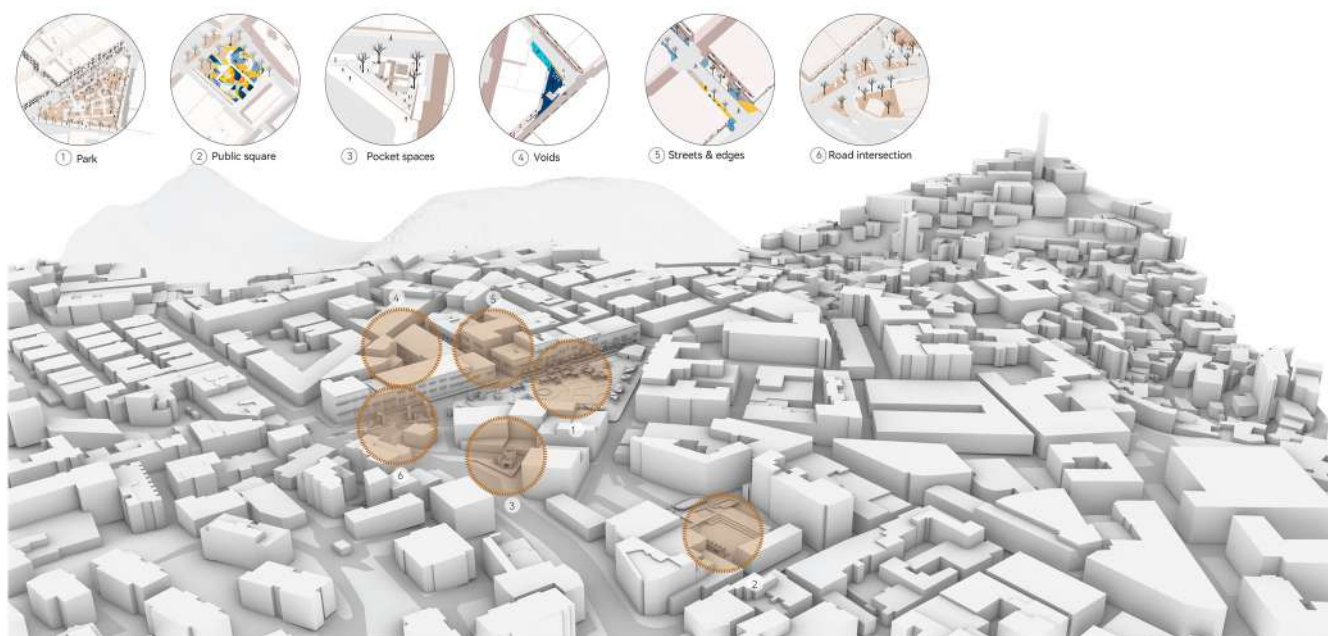 1 Park
2 Public square
3 Pocket spaces
4 Voids
5 Streets & edges
6 Road intersection
4
5
1
6
3
2